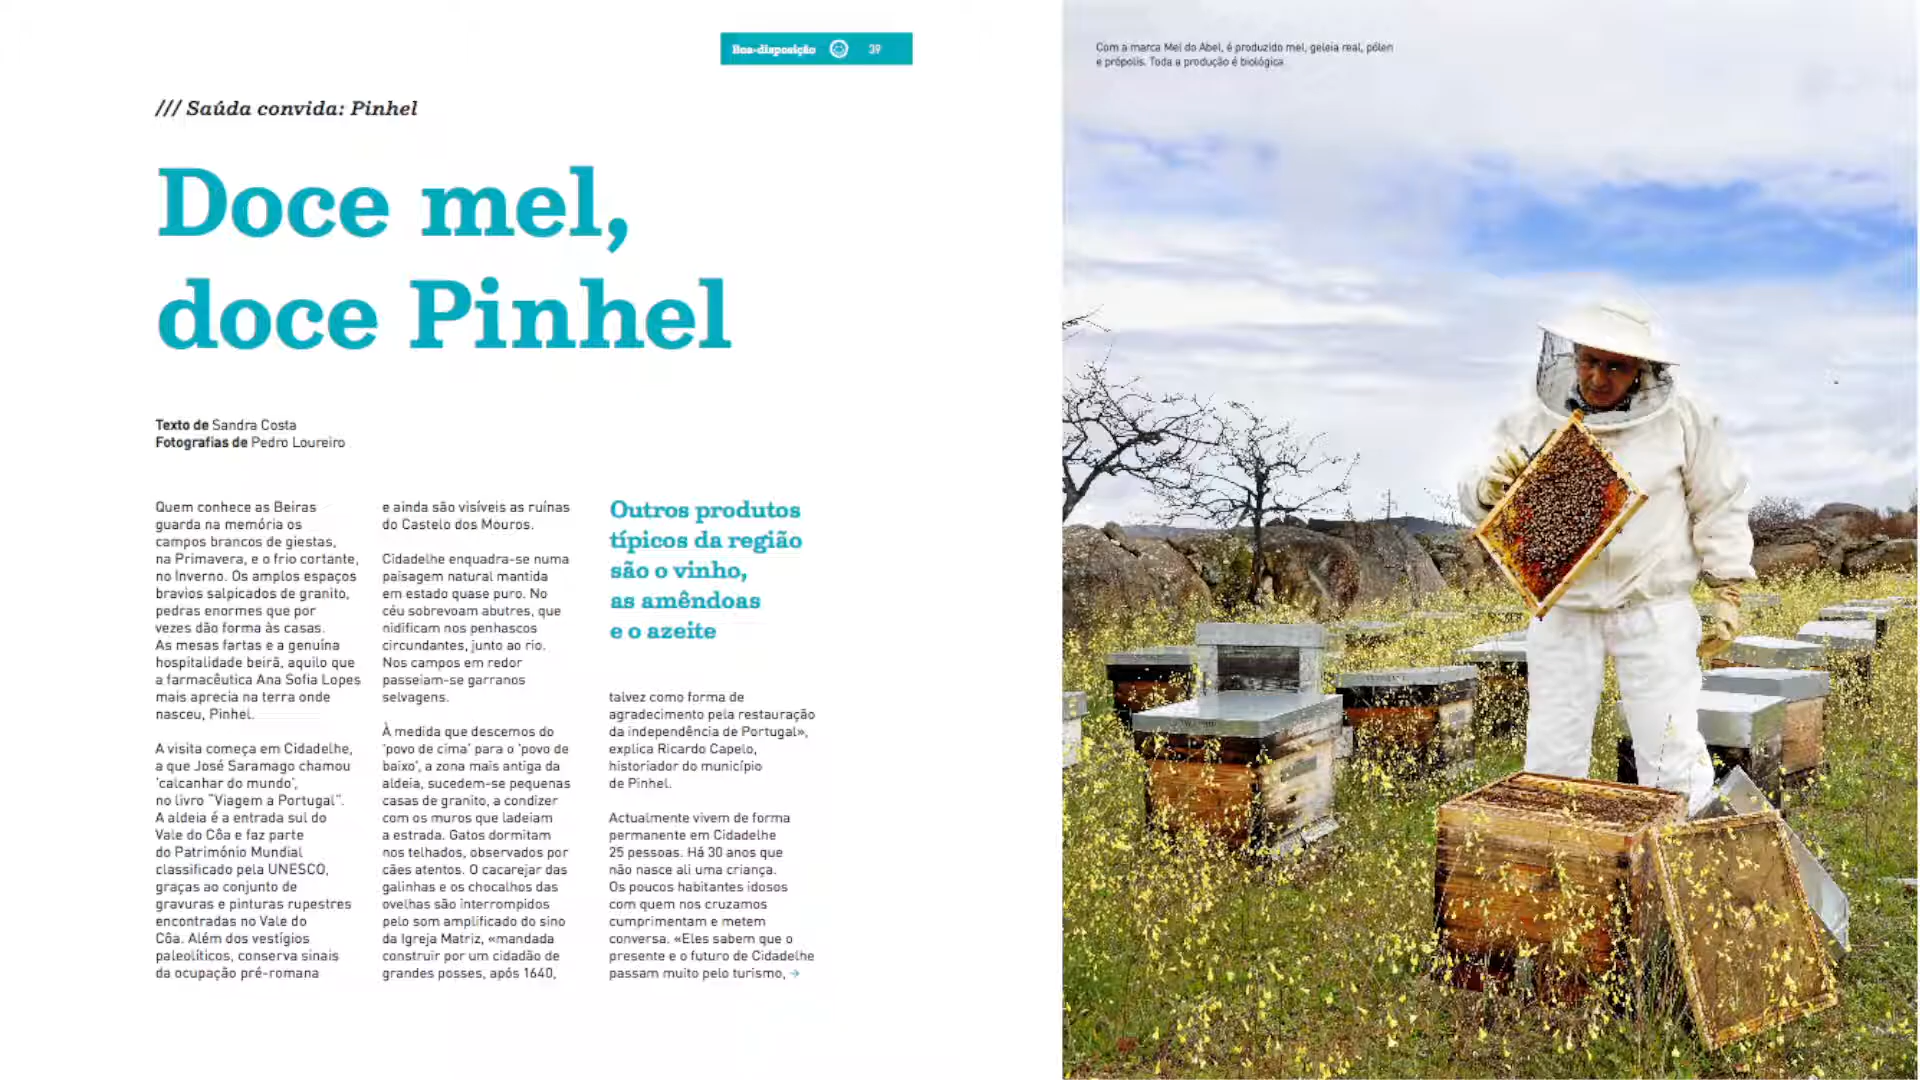 Boa-disposição 39
/// Saúda convida: Pinhel
Doce mel,
doce Pinhel
Texto de Sandra Costa
Fotografias de Pedro Loureiro
Quem conhece as Beiras
guarda na memória os
campos brancos de giestas,
na Primavera, e o frio cortante,
no Inverno. Os amplos espaços
bravios salpicados de granito,
pedras enormes que por
vezes dão forma às casas.
As mesas fartas e a genuína
hospitalidade beirã, aquilo que
a farmacêutica Ana Sofia Lopes
mais aprecia na terra onde
nasceu, Pinhel.
A visita começa em Cidadelhe,
a que José Saramago chamou
'calcanhar do mundo',
no livro "Viagem a Portugal".
A aldeia é a entrada sul do
Vale do Côa e faz parte
do Património Mundial
classificado pela UNESCO,
graças ao conjunto de
gravuras e pinturas rupestres
encontradas no Vale do
Côa. Além dos vestígios
paleolíticos, conserva sinais
da ocupação pré-romana
e ainda são visíveis as ruínas
do Castelo dos Mouros.
Cidadelhe enquadra-se numa
paisagem natural mantida
em estado quase puro. No
céu sobrevoam abutres, que
nidificam nos penhascos
circundantes, junto ao rio.
Nos campos em redor
passeiam-se garranos
selvagens.
À medida que descemos do
'povo de cima' para o 'povo de
baixo', a zona mais antiga da
aldeia, sucedem-se pequenas
casas de granito, a condizer
com os muros que ladeiam
a estrada. Gatos dormitam
nos telhados, observados por
cães atentos. O cacarejar das
galinhas e os chocalhos das
ovelhas são interrompidos
pelo som amplificado do sino
da Igreja Matriz, «mandada
construir por um cidadão de
grandes posses, após 1640,
Outros produtos
típicos da região
são o vinho,
as amêndoas
e o azeite
talvez como forma de
agradecimento pela restauração
da independência de Portugal»,
explica Ricardo Capelo,
historiador do município
de Pinhel.
Actualmente vivem de forma
permanente em Cidadelhe
25 pessoas. Há 30 anos que
não nasce ali uma criança.
Os poucos habitantes idosos
com quem nos cruzamos
cumprimentam e metem
conversa. «Eles sabem que o
presente e o futuro de Cidadelhe
passam muito pelo turismo, →
Com a marca Mel do Abel, é produzido mel, geleia real, pólen
e própolis. Toda a produção é biológica